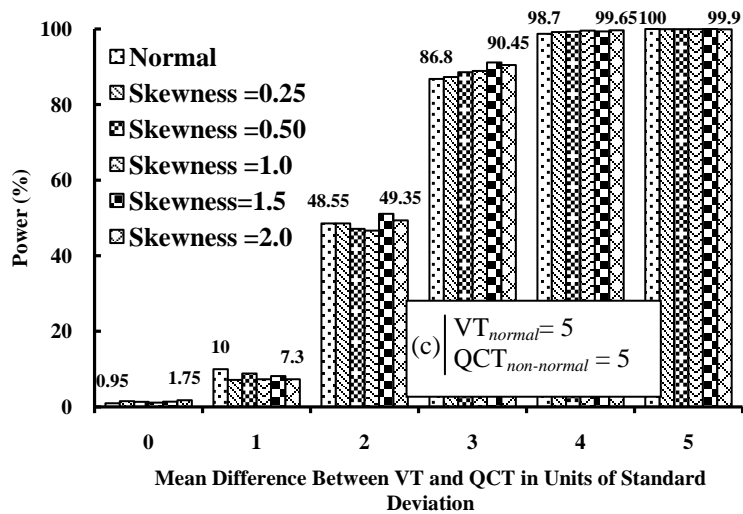 98.7 99.65 100 99.9
86.8 90.45
48.55 49.35
10 7.3
0.95 1.75
Power (%)
100
80
60
40
20
0
Normal
Skewness =0.25
Skewness =0.50
Skewness =1.0
Skewness=1.5
Skewness =2.0
(c)
VTnormal= 5
QCTnon-normal = 5
0 1 2 3 4 5
Mean Difference Between VT and QCT in Units of Standard
Deviation